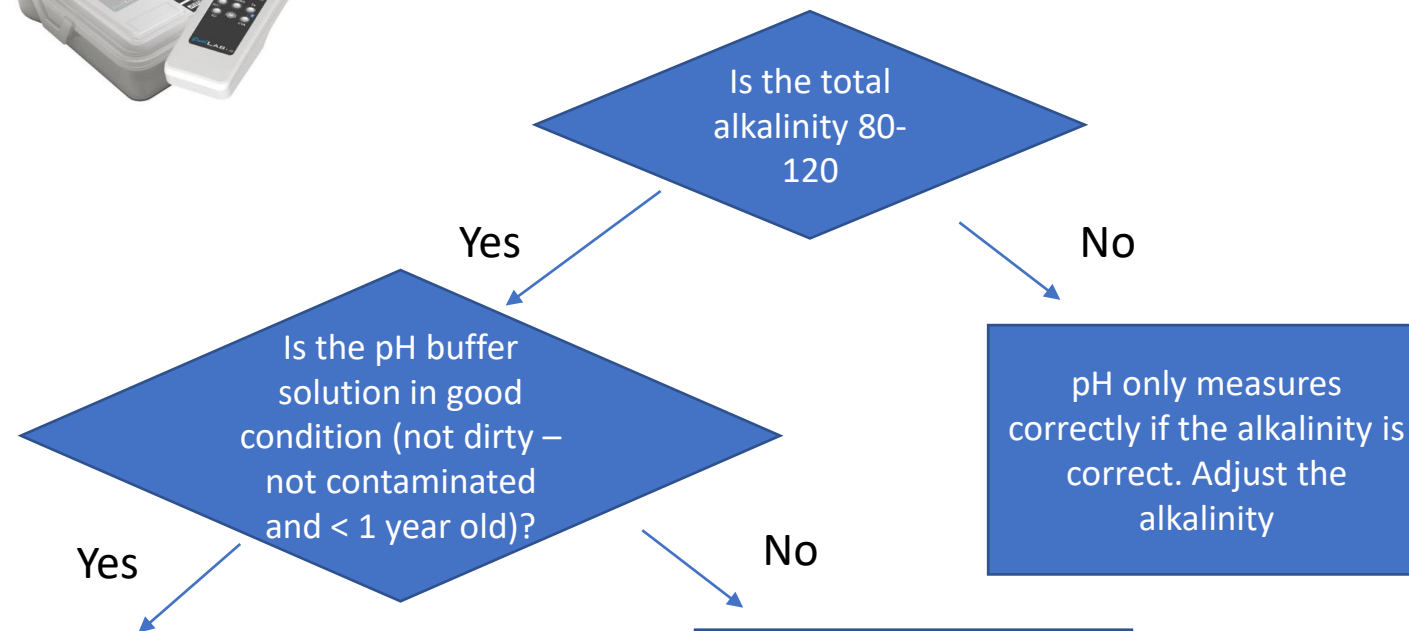 Is the total
alkalinity 80-
120
Yes
No
Is the pH buffer
solution in good
condition (not dirty –
not contaminated
and < 1 year old)?
pH only measures
correctly if the alkalinity is
correct. Adjust the
alkalinity
Yes
No